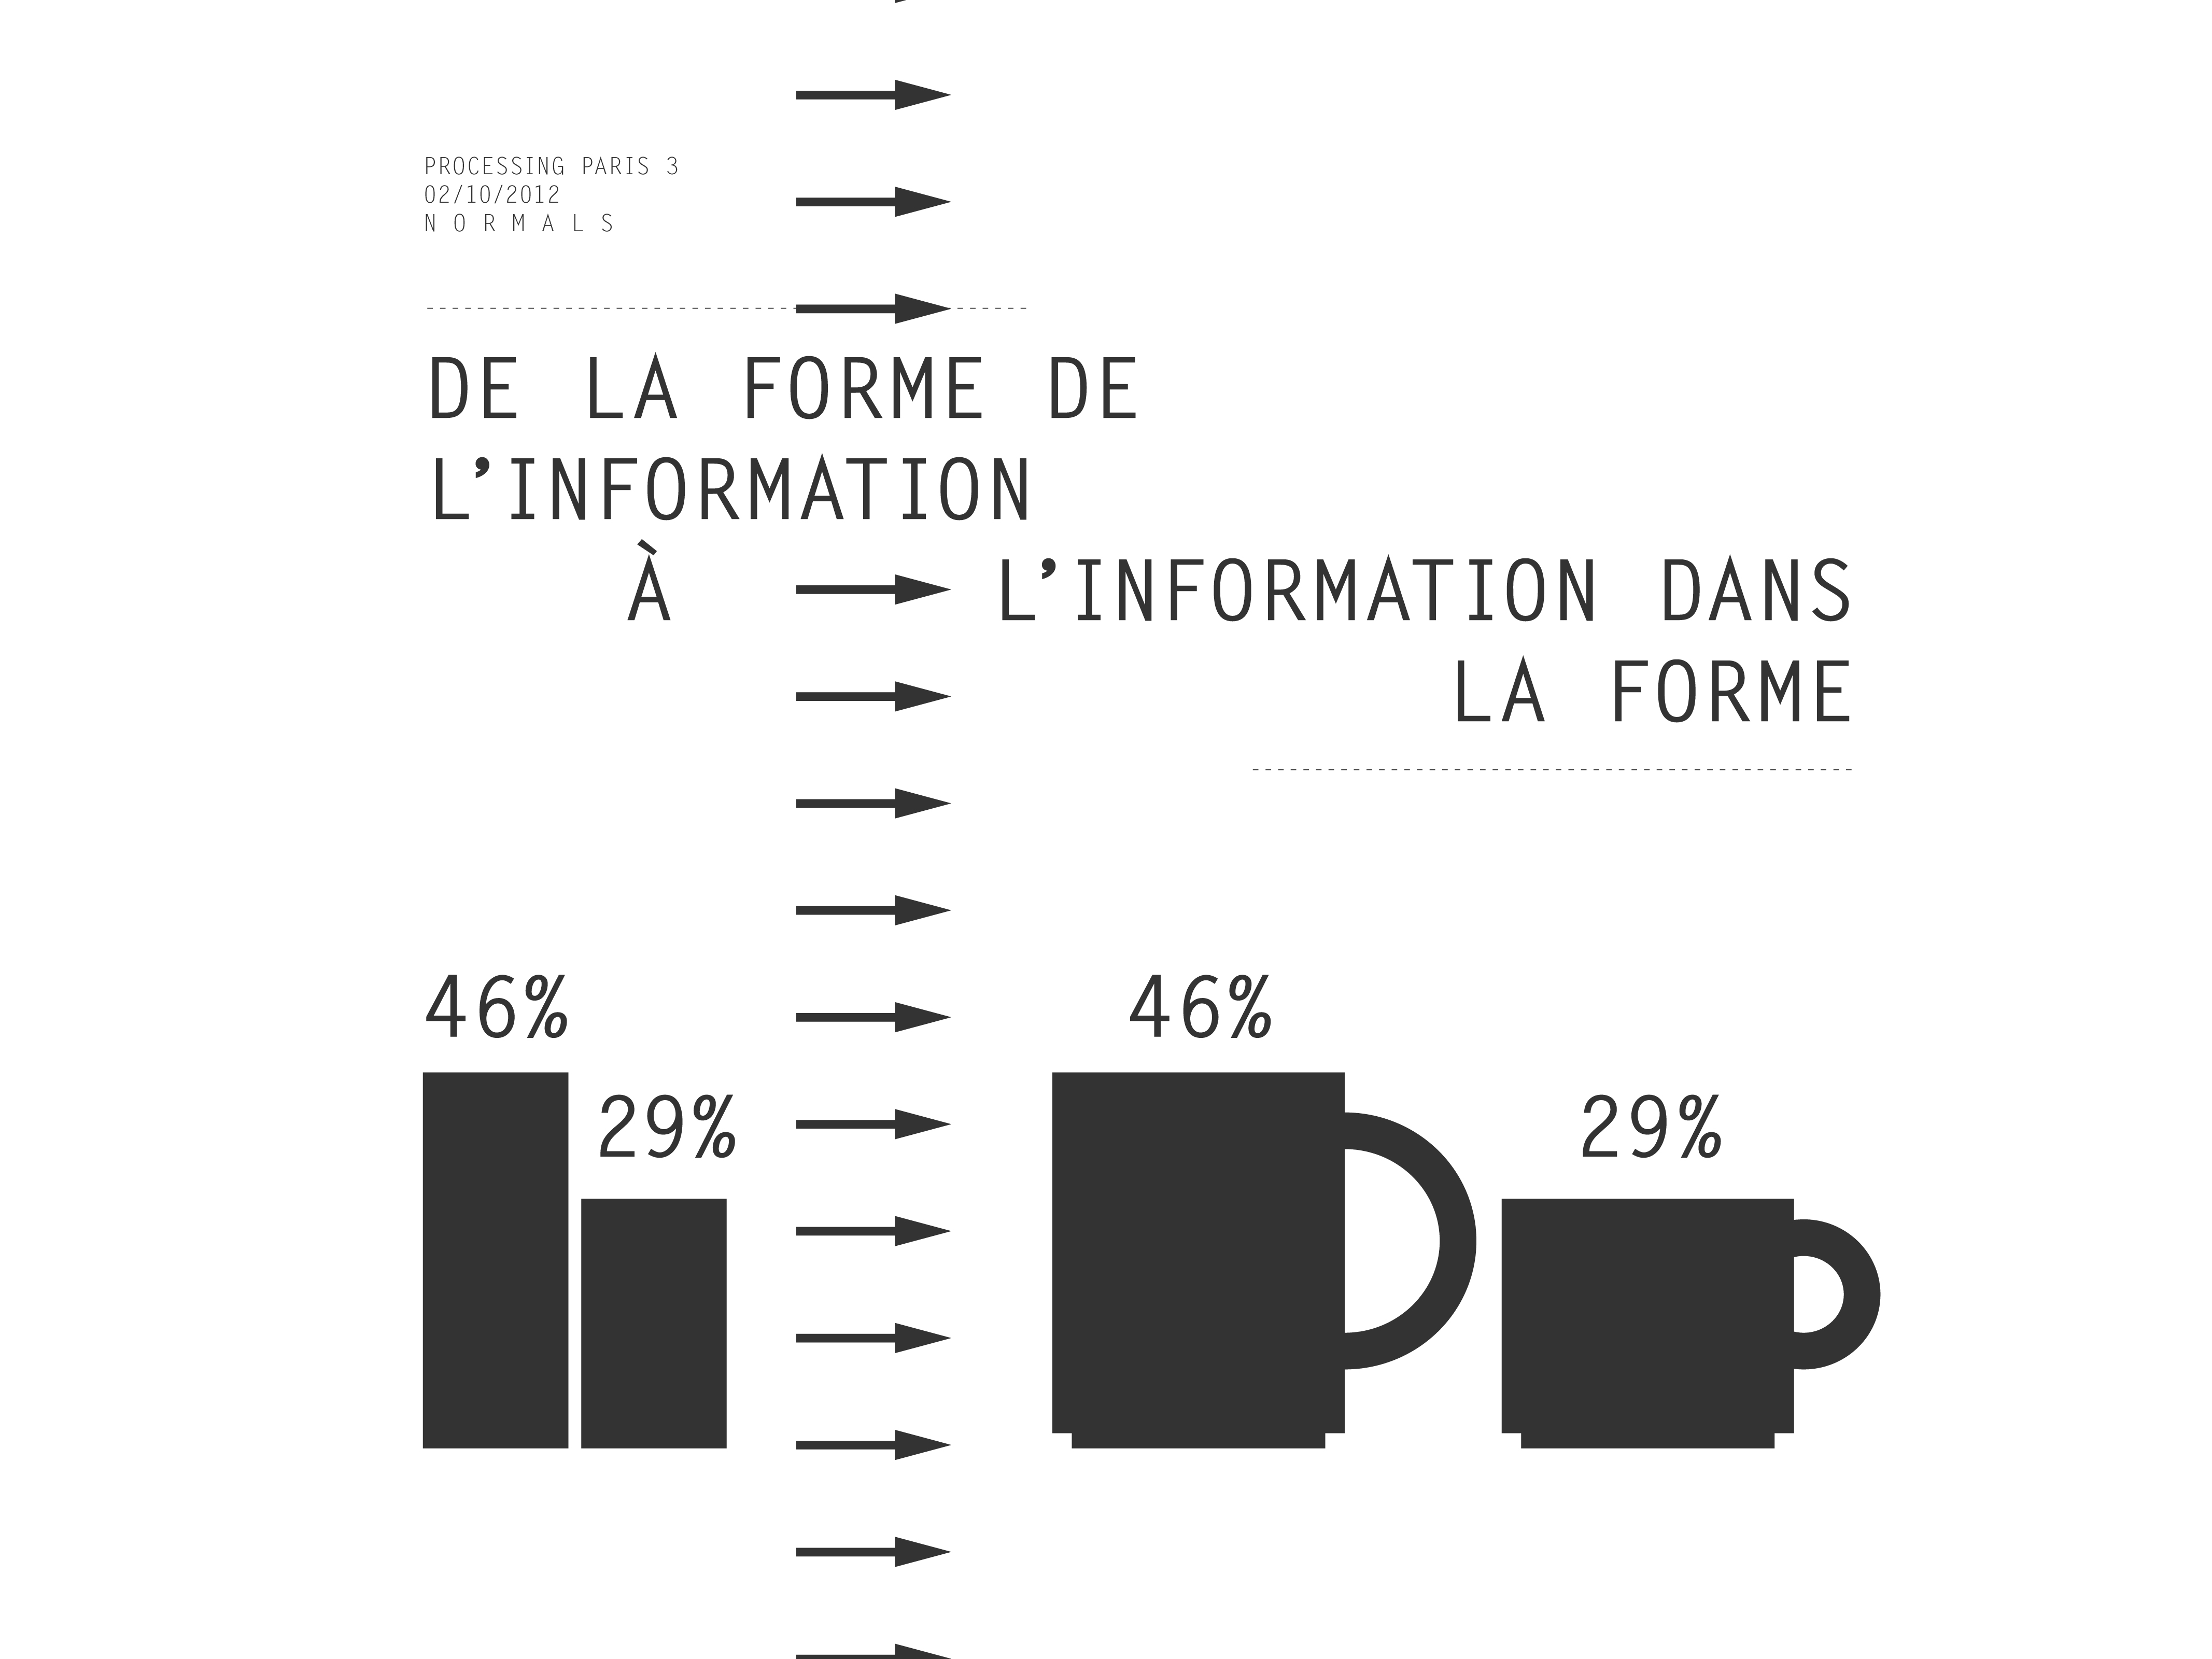 PROCESSING PARIS 3
02/10/2012
N O R M A L S
DE LA FORME DE
L’INFORMATION
À L’INFORMATION DANS
LA FORME
46%
29%
46%
29%